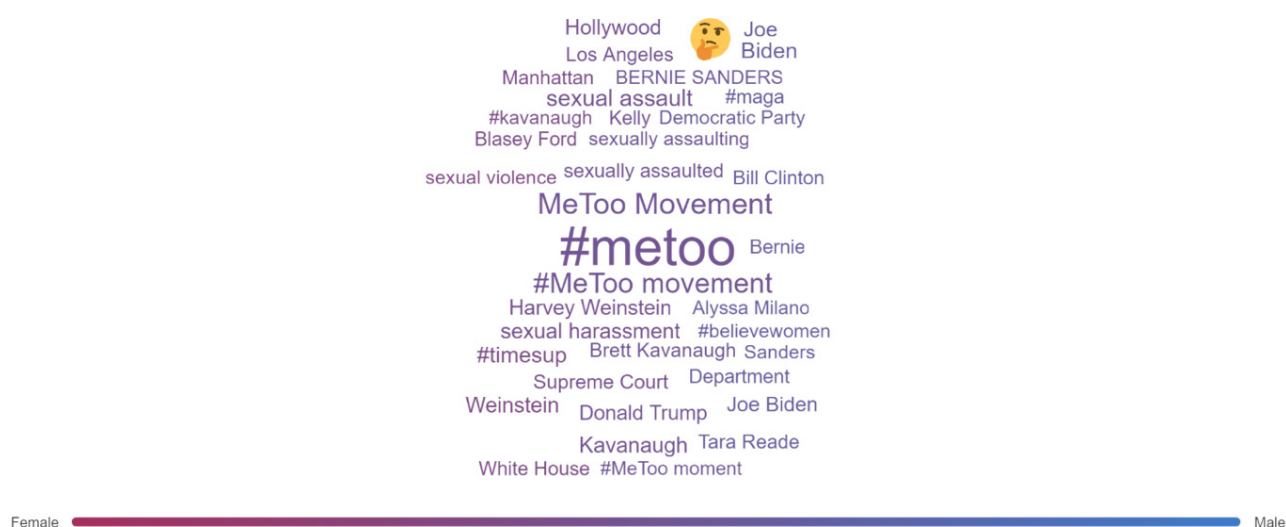 Hollywood
Joe
Los Angeles
Biden
Manhattan BERNIE SANDERS
sexual assault #maga
#kavanaugh Kelly Democratic Party
Blasey Ford sexually assaulting
sexual violence sexually assaulted Bill Clinton
MeToo Movement
#metoo Bernie
#MeToo movement
Harvey Weinstein Alyssa Milano
sexual harassment #believewomen
#timesup Brett Kavanaugh Sanders
Supreme Court Department
Weinstein Donald Trump Joe Biden
Kavanaugh Tara Reade
White House #MeToo moment
Female Male